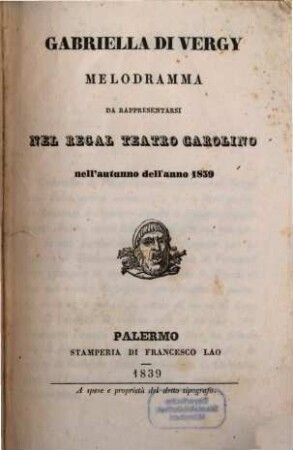 GABRIELLA DI VERGY
MELODRAMMA
DA RAPPRESENTARSI
NEL REGAL TEATRO CAROLINO
nell'autunno dell'anno 1839
PALERMO
STAMPERIA DI FRANCESCO LAO
1839
A spese e proprietà del detto tipografo.